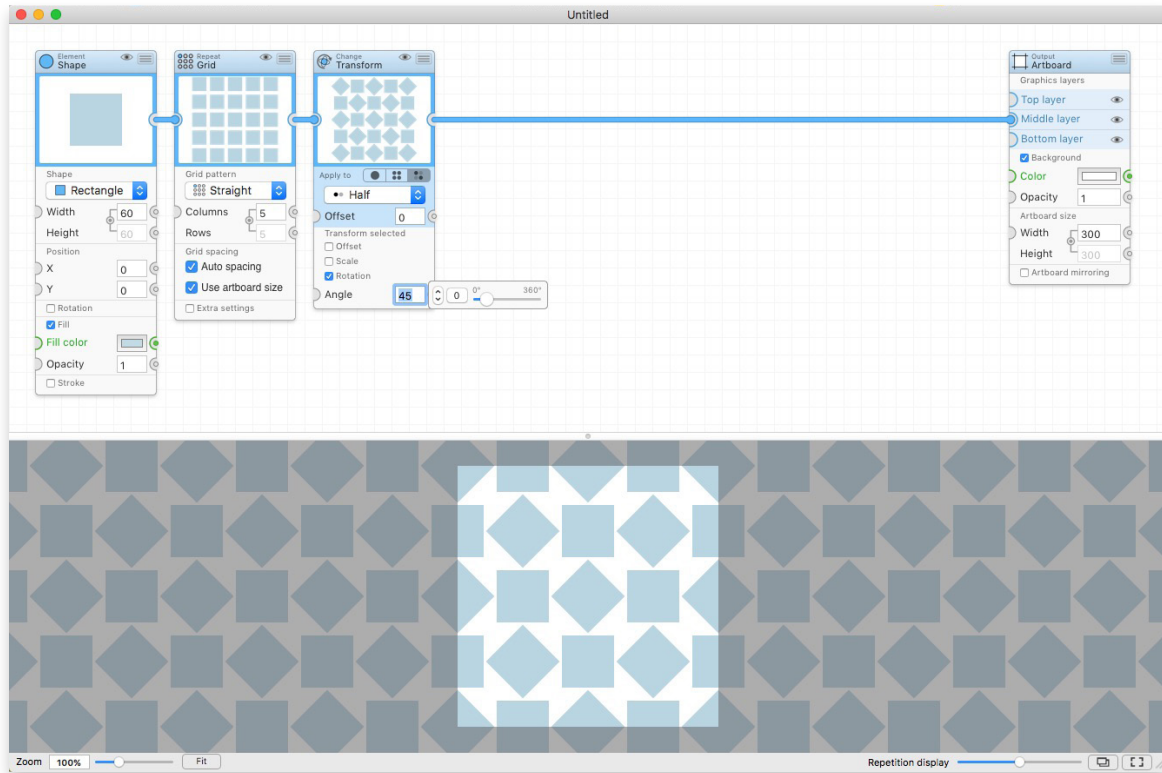 Untitled
Element
Shape
Shape
Rectangle
Width 60
Height 60
Position
X 0
Y 0
Rotation
Fill
Fill color
Opacity 1
Stroke
Repeat
Grid
Grid pattern
Straight
Columns 5
Rows 5
Grid spacing
Auto spacing
Use artboard size
Extra settings
Change
Transform
Apply to
Half
Offset 0
Transform selected
Offset
Scale
Rotation
Angle 45
0 0° 360°
Output
Artboard
Graphics layers
Top layer
Middle layer
Bottom layer
Background
Color
Opacity 1
Artboard size
Width 300
Height 300
Artboard mirroring
Zoom 100% Fit Repetition display